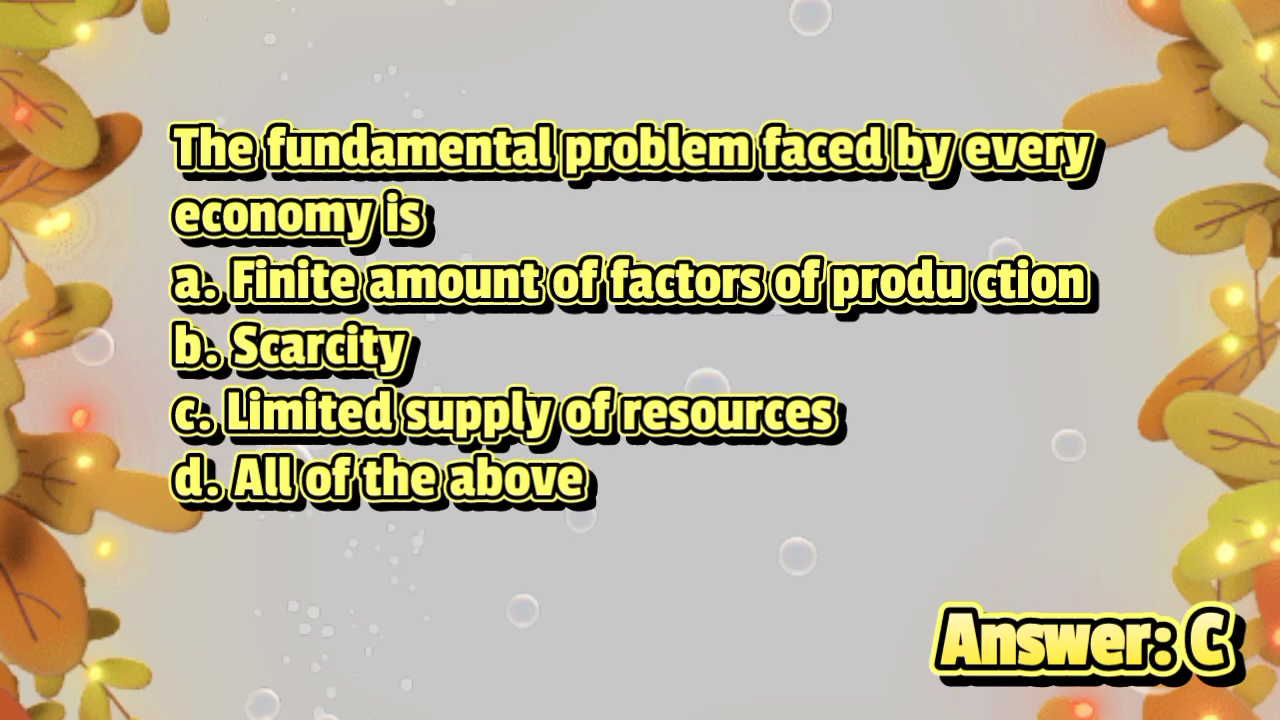 The fundamental problem faced by every
economy is
a. Finite amount of factors of produ ction
b. Scarcity
c. Limited supply of resources
d. All of the above
Answer: C